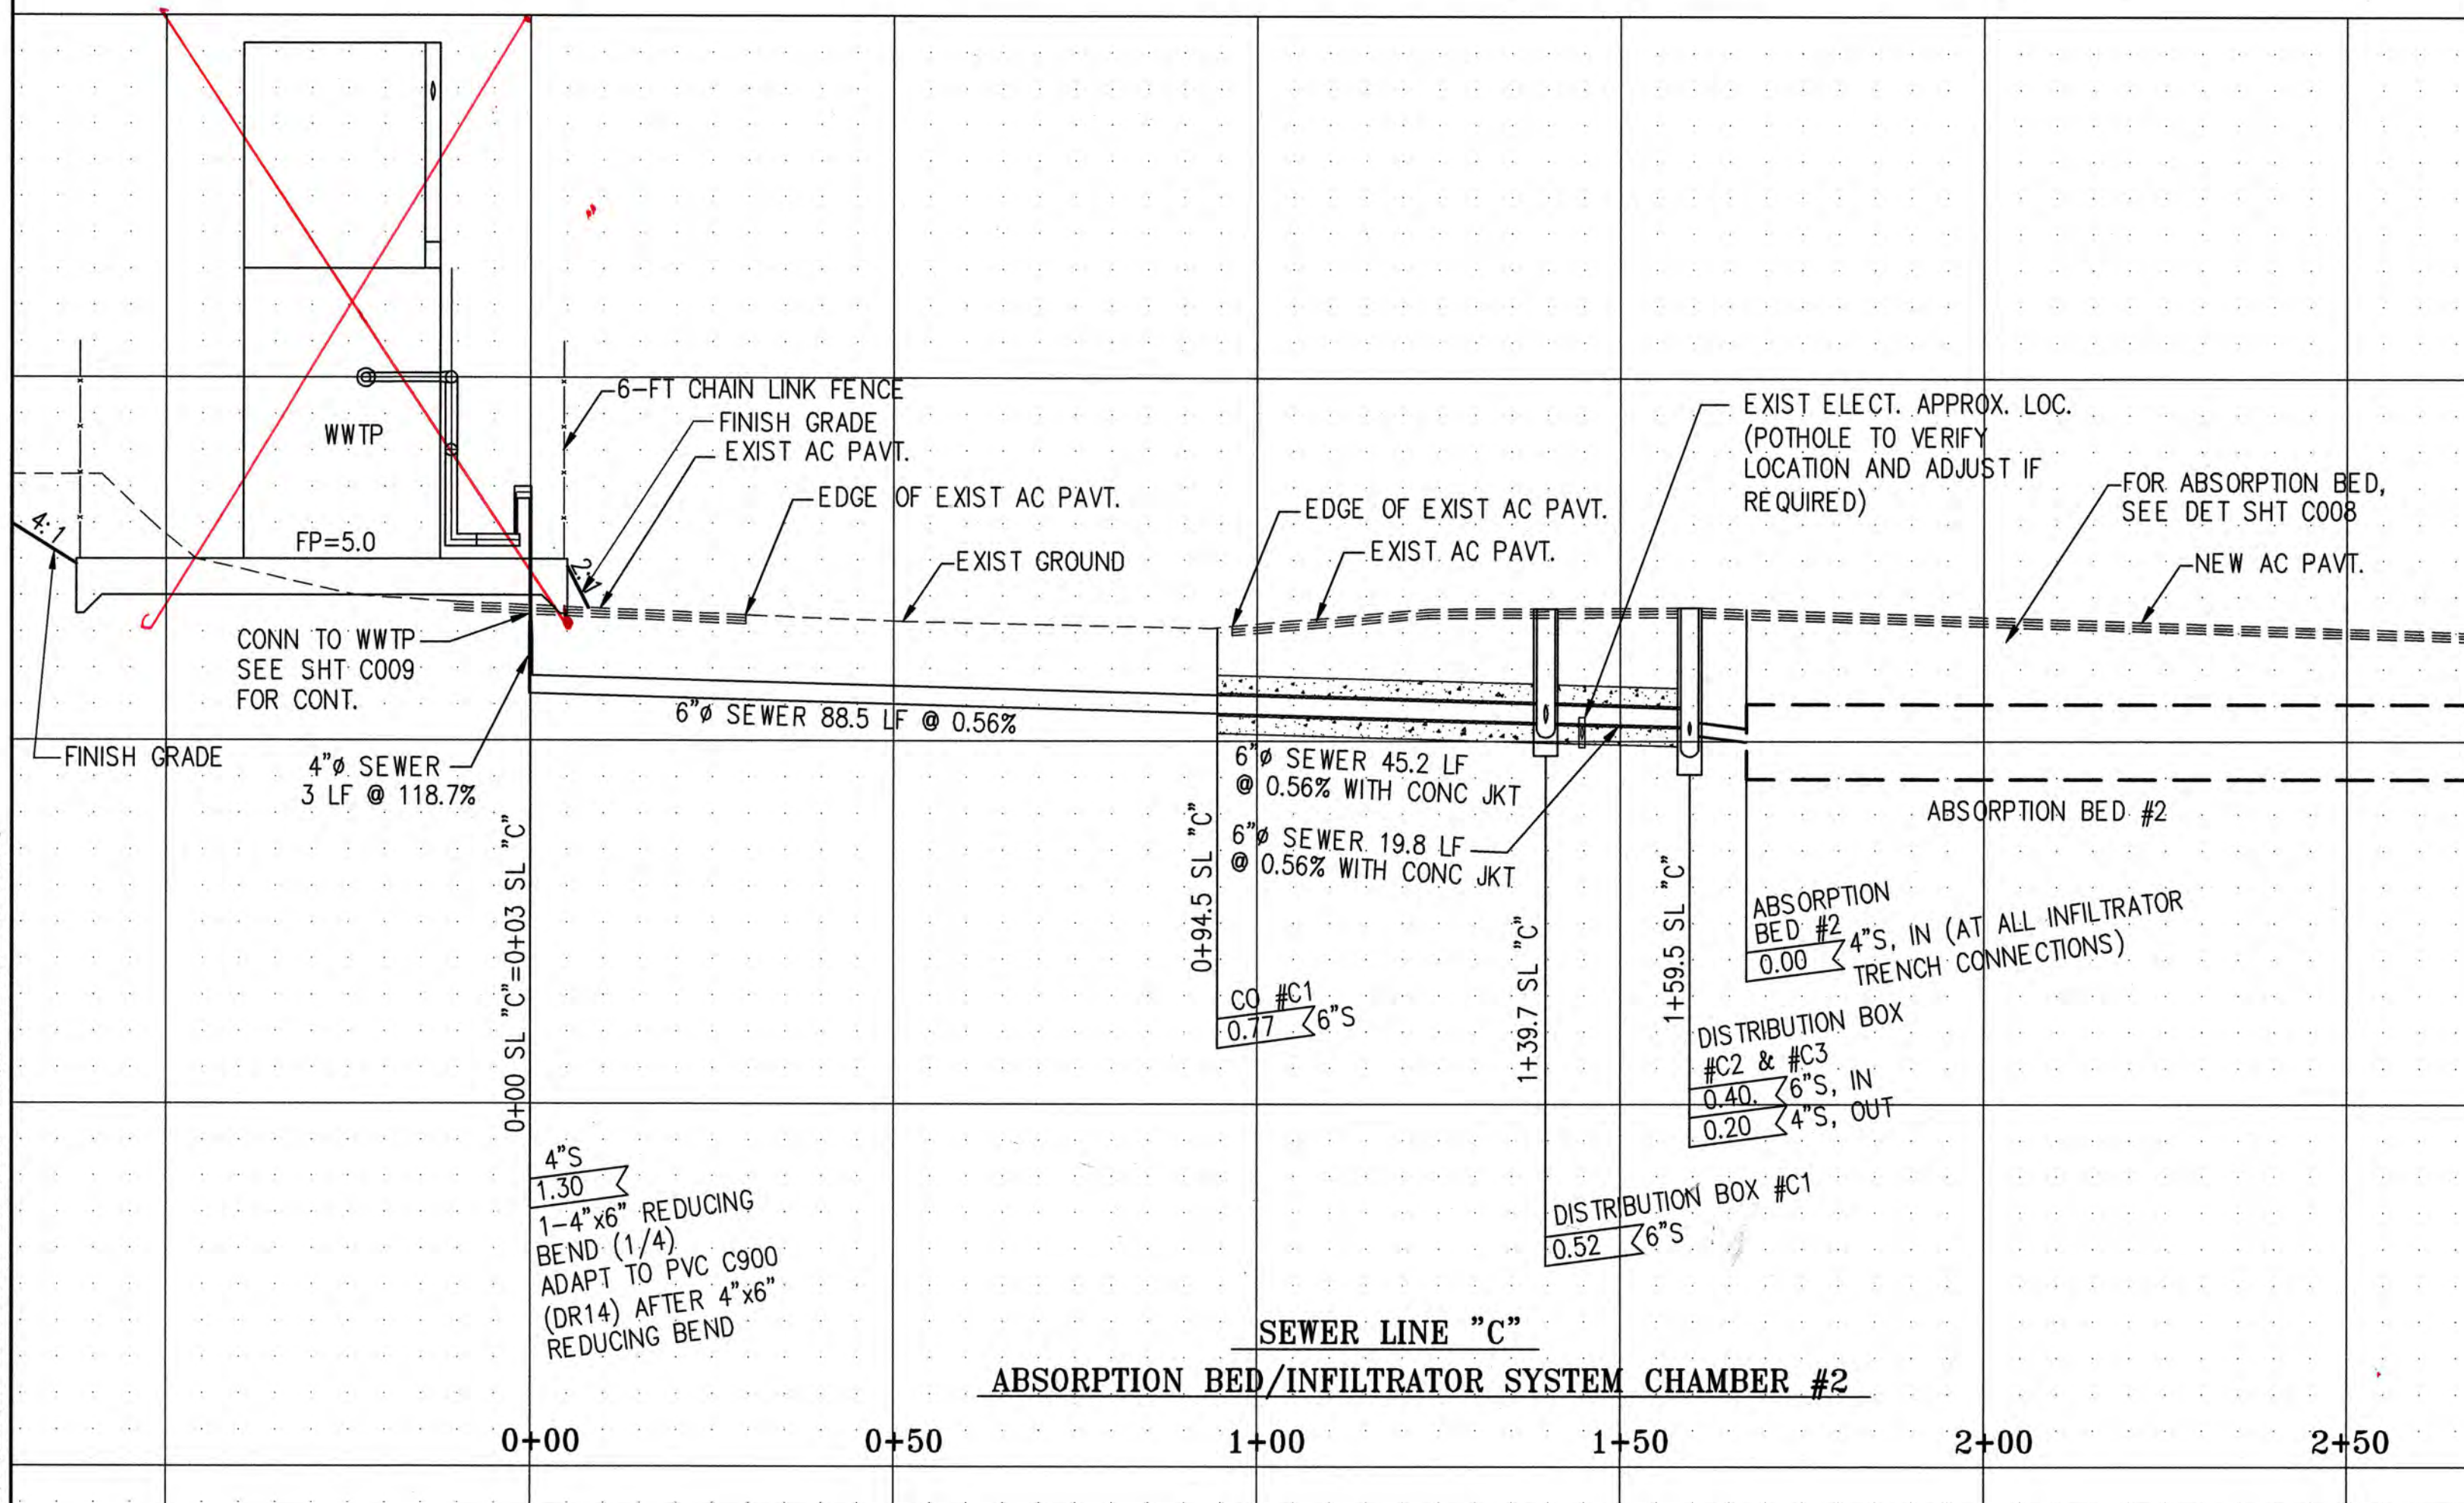 6-FT CHAIN LINK FENCE
FINISH GRADE
EXIST AC PAVT.
WWTP
EDGE OF EXIST AC PAVT.
EXIST GROUND
EDGE OF EXIST AC PAVT.
EXIST AC PAVT.
EXIST ELECT. APPROX. LOC.
(POTHOLE TO VERIFY
LOCATION AND ADJUST IF
REQUIRED)
FOR ABSORPTION BED,
SEE DET SHT C008
NEW AC PAVT.
4:1
FP=5.0
2:1
CONN TO WWTP
SEE SHT C009
FOR CONT.
FINISH GRADE
4"ø SEWER
3 LF @ 118.7%
6"ø SEWER 88.5 LF @ 0.56%
6"ø SEWER 45.2 LF
@ 0.56% WITH CONC JKT
6"ø SEWER 19.8 LF
@ 0.56% WITH CONC JKT
ABSORPTION BED #2
0+00 SL "C"=0+03 SL "C"
4"S
1.30
1-4"x6" REDUCING
BEND (1/4)
ADAPT TO PVC C900
(DR14) AFTER 4"x6"
REDUCING BEND
0+94.5 SL "C"
CO #C1
0.77 6"S
1+39.7 SL "C"
DISTRIBUTION BOX #C1
0.52 6"S
1+59.5 SL "C"
DISTRIBUTION BOX
#C2 & #C3
0.40 6"S, IN
0.20 4"S, OUT
ABSORPTION
BED #2
0.00 4"S, IN (AT ALL INFILTRATOR
TRENCH CONNECTIONS)
SEWER LINE "C"
ABSORPTION BED/INFILTRATOR SYSTEM CHAMBER #2
0+00 0+50 1+00 1+50 2+00 2+50